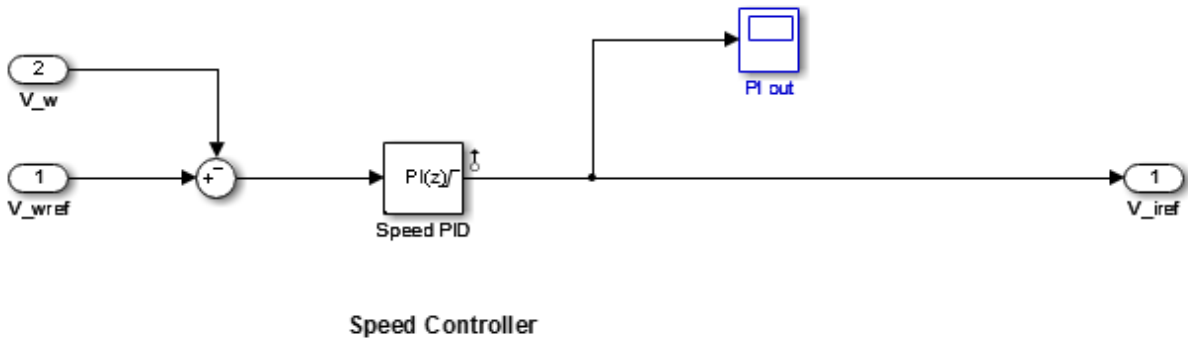 2
V_w
PI out
1
V_wref
+
−
PI(z)
Speed PID
1
V_iref
Speed Controller